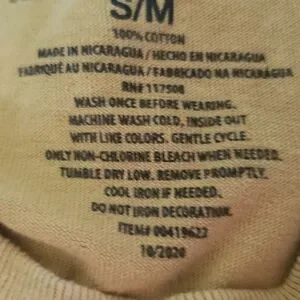 S/M
100% COTTON
MADE IN NICARAGUA / HECHO EN NICARAGUA
FABRIQUÉ AU NICARAGUA / FABRICADO NA NICARAGUA
RN# 117508
WASH ONCE BEFORE WEARING.
MACHINE WASH COLD, INSIDE OUT
WITH LIKE COLORS. GENTLE CYCLE.
ONLY NON-CHLORINE BLEACH WHEN NEEDED.
TUMBLE DRY LOW. REMOVE PROMPTLY.
COOL IRON IF NEEDED.
DO NOT IRON DECORATION.
ITEM# 00419622
10/2020